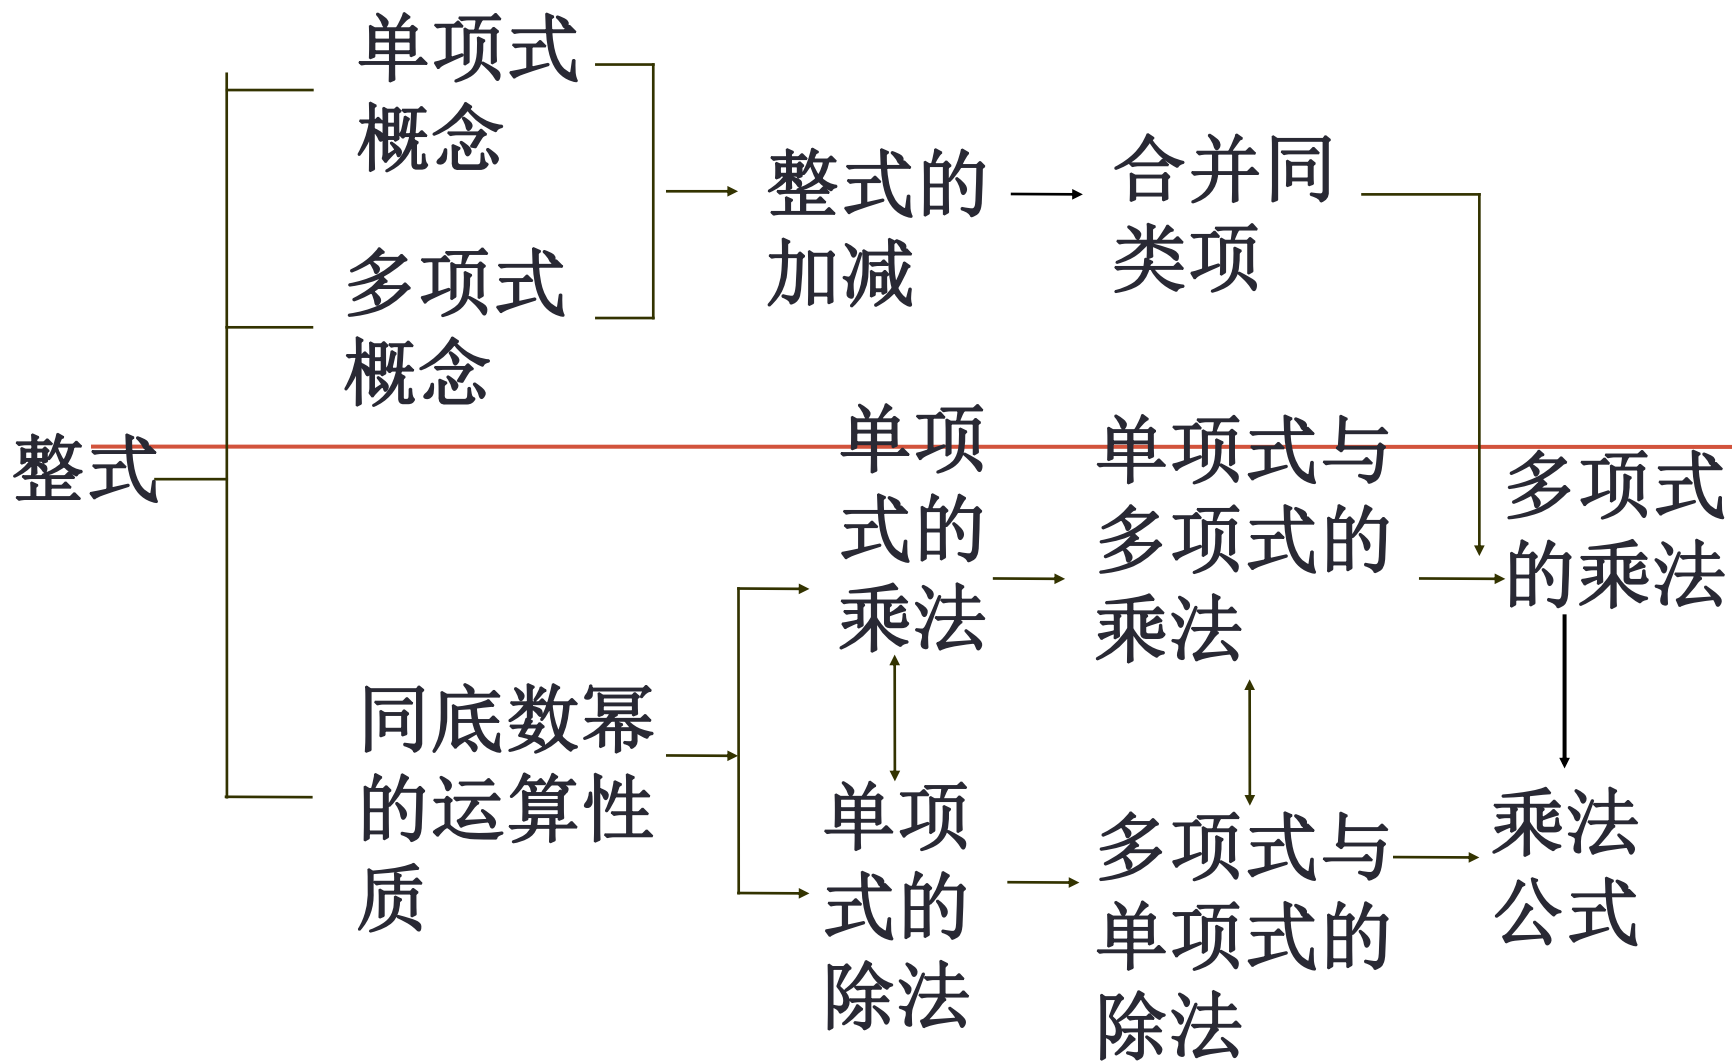 单项式
概念
多项式
概念
整式的
加减
合并同
类项
整式
单项
式的
乘法
单项式与
多项式的
乘法
多项式
的乘法
同底数幂
的运算性
质
单项
式的
除法
多项式与
单项式的
除法
乘法
公式